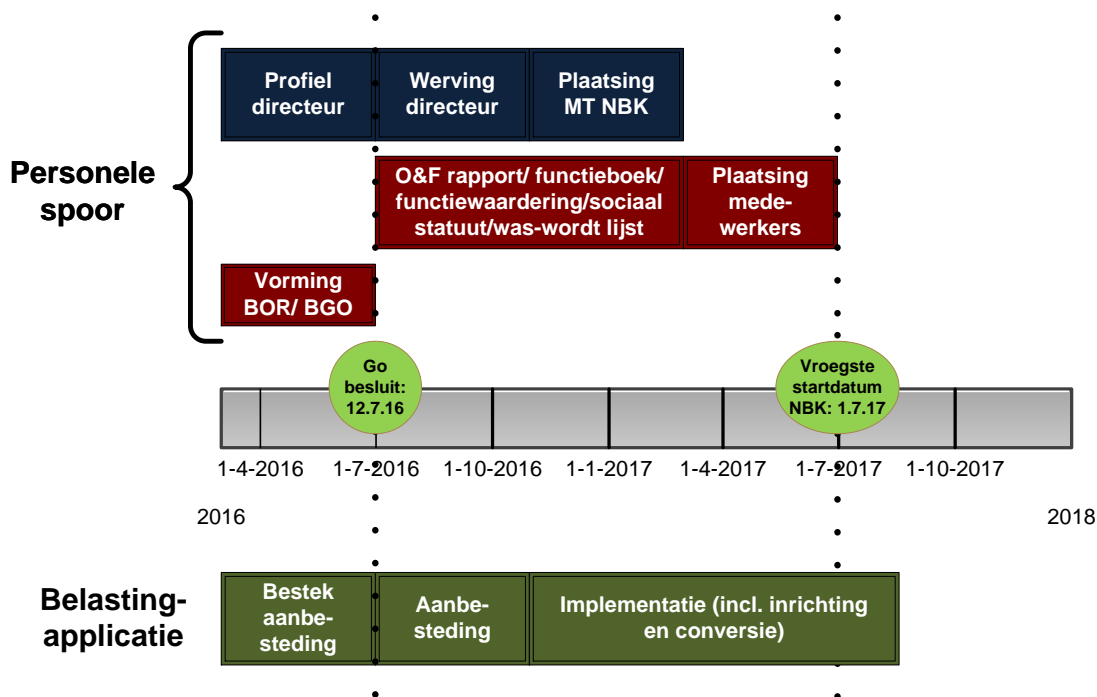 Personele
spoor
Profiel
directeur
Werving
directeur
Plaatsing
MT NBK
O&F rapport/ functieboek/
functiewaardering/sociaal
statuut/was-wordt lijst
Plaatsing
mede-
werkers
Vorming
BOR/ BGO
Go
besluit:
12.7.16
Vroegste
startdatum
NBK: 1.7.17
1-4-2016
1-7-2016
1-10-2016
1-1-2017
1-4-2017
1-7-2017
1-10-2017
2016
2018
Belasting-
applicatie
Bestek
aanbe-
steding
Aanbe-
steding
Implementatie (incl. inrichting
en conversie)